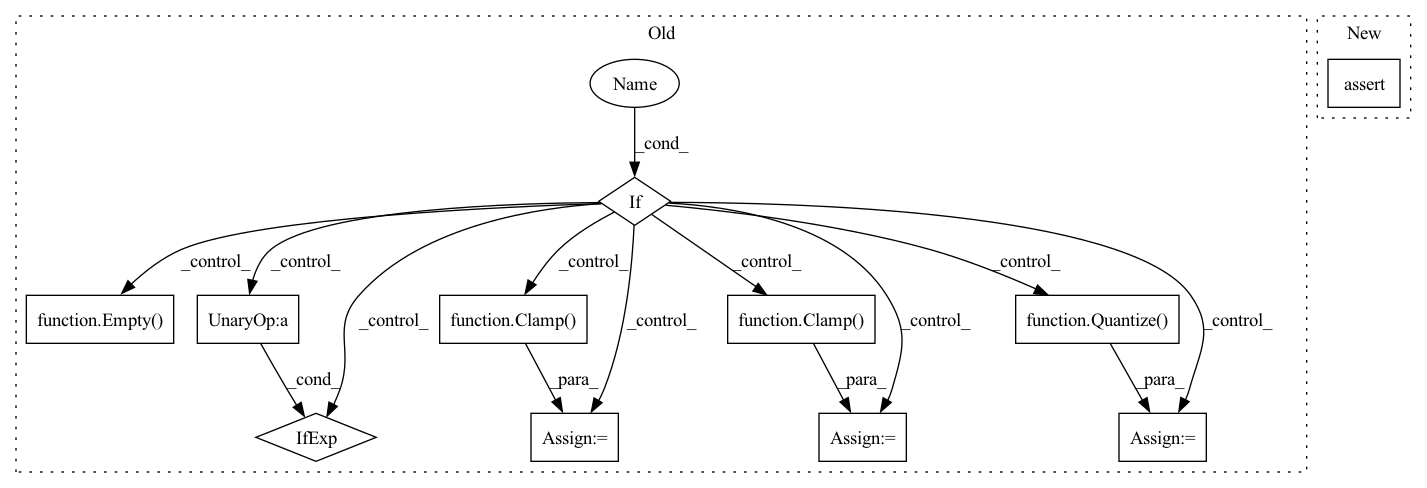 Old
New
Name
assert
_cond_
If
_control_
_control_
_control_
_control_
_control_
_control_
_control_
_control_
_control_
function.Empty()
UnaryOp:a
function.Clamp()
function.Clamp()
function.Quantize()
_cond_
_para_
_para_
_para_
IfExp
Assign:=
Assign:=
Assign:=